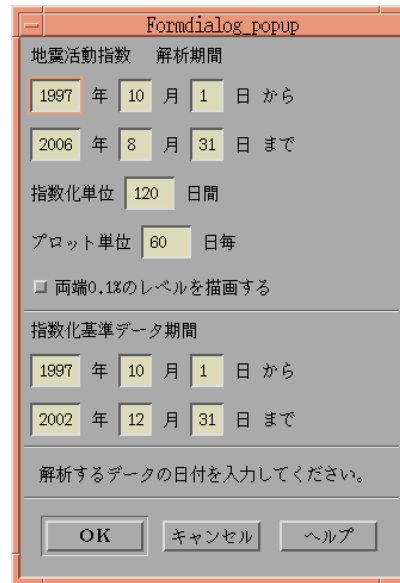 Formdialog_popup
地震活動指数 解析期間
1997 年 10 月 1 日 から
2006 年 8 月 31 日 まで
指数化単位 120 日間
プロット単位 60 日毎
両端0.1%のレベルを描画する
指数化基準データ期間
1997 年 10 月 1 日 から
2002 年 12 月 31 日 まで
解析するデータの日付を入力してください。
OK キャンセル ヘルプ